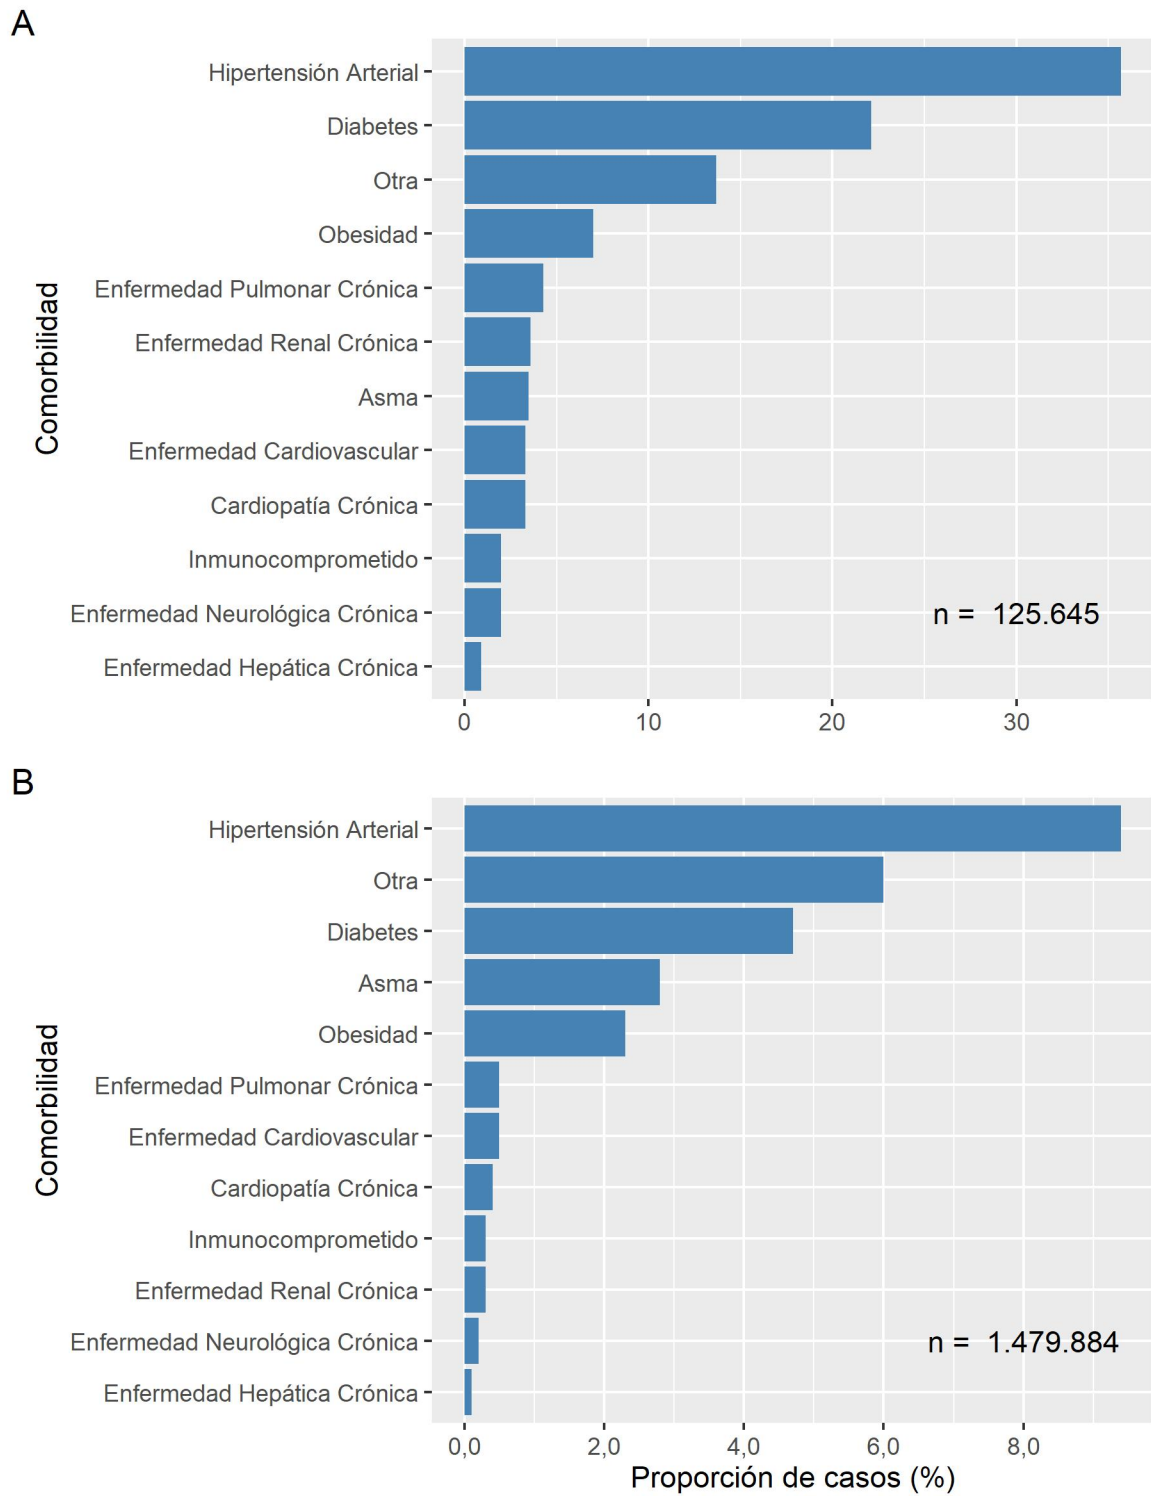 A
Hipertensión Arterial
Diabetes
Otra
Obesidad
Enfermedad Pulmonar Crónica
Enfermedad Renal Crónica
Asma
Enfermedad Cardiovascular
Cardiopatía Crónica
Inmunocomprometido
Enfermedad Neurológica Crónica
Enfermedad Hepática Crónica
Comorbilidad
n = 125.645
0 10 20 30
B
Hipertensión Arterial
Otra
Diabetes
Asma
Obesidad
Enfermedad Pulmonar Crónica
Enfermedad Cardiovascular
Cardiopatía Crónica
Inmunocomprometido
Enfermedad Renal Crónica
Enfermedad Neurológica Crónica
Enfermedad Hepática Crónica
Comorbilidad
n = 1.479.884
0,0 2,0 4,0 6,0 8,0
Proporción de casos (%)